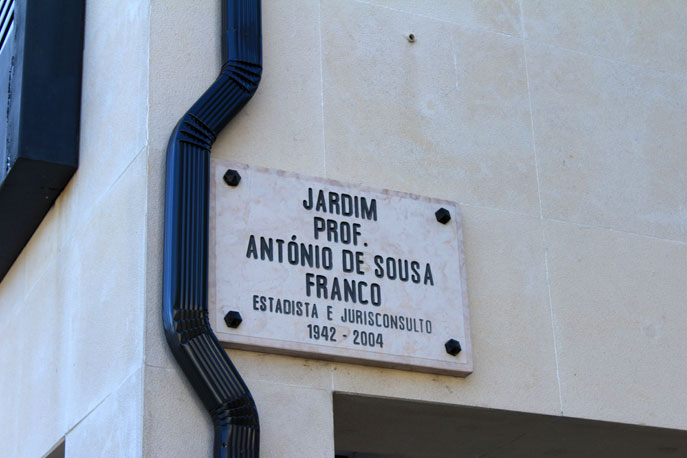 JARDIM
PROF.
ANTÓNIO DE SOUSA
FRANCO
ESTADISTA E JURISCONSULTO
1942 - 2004